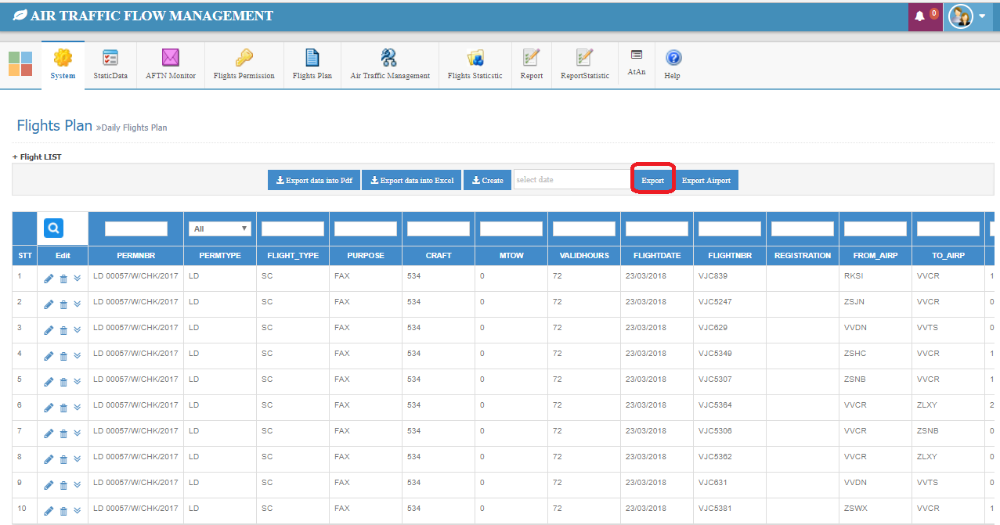 AIR TRAFFIC FLOW MANAGEMENT 0
System StaticData AFTN Monitor Flights Permission Flights Plan Air Traffic Management Flights Staticstic Report ReportStatistic AtAn Help
Flights Plan »Daily Flights Plan
+ Flight LIST
Export data into Pdf Export data into Excel Create select date Export Export Airport
All
STT Edit PERMNBR PERMTYPE FLIGHT_TYPE PURPOSE CRAFT MTOW VALIDHOURS FLIGHTDATE FLIGHTNBR REGISTRATION FROM_AIRP TO_AIRP
1 LD 00057/W/CHK/2017 LD SC FAX 534 0 72 23/03/2018 VJC839 RKSI VVCR 1
2 LD 00057/W/CHK/2017 LD SC FAX 534 0 72 23/03/2018 VJC5247 ZSJN VVCR 0
3 LD 00057/W/CHK/2017 LD SC FAX 534 0 72 23/03/2018 VJC629 VVDN VVTS 0
4 LD 00057/W/CHK/2017 LD SC FAX 534 0 72 23/03/2018 VJC5349 ZSHC VVCR 1
5 LD 00057/W/CHK/2017 LD SC FAX 534 0 72 23/03/2018 VJC5307 ZSNB VVCR 1
6 LD 00057/W/CHK/2017 LD SC FAX 534 0 72 23/03/2018 VJC5364 VVCR ZLXY 2
7 LD 00057/W/CHK/2017 LD SC FAX 534 0 72 23/03/2018 VJC5306 VVCR ZSNB 0
8 LD 00057/W/CHK/2017 LD SC FAX 534 0 72 23/03/2018 VJC5362 VVCR ZLXY 0
9 LD 00057/W/CHK/2017 LD SC FAX 534 0 72 23/03/2018 VJC631 VVDN VVTS 0
10 LD 00057/W/CHK/2017 LD SC FAX 534 0 72 23/03/2018 VJC5381 ZSWX VVCR 1